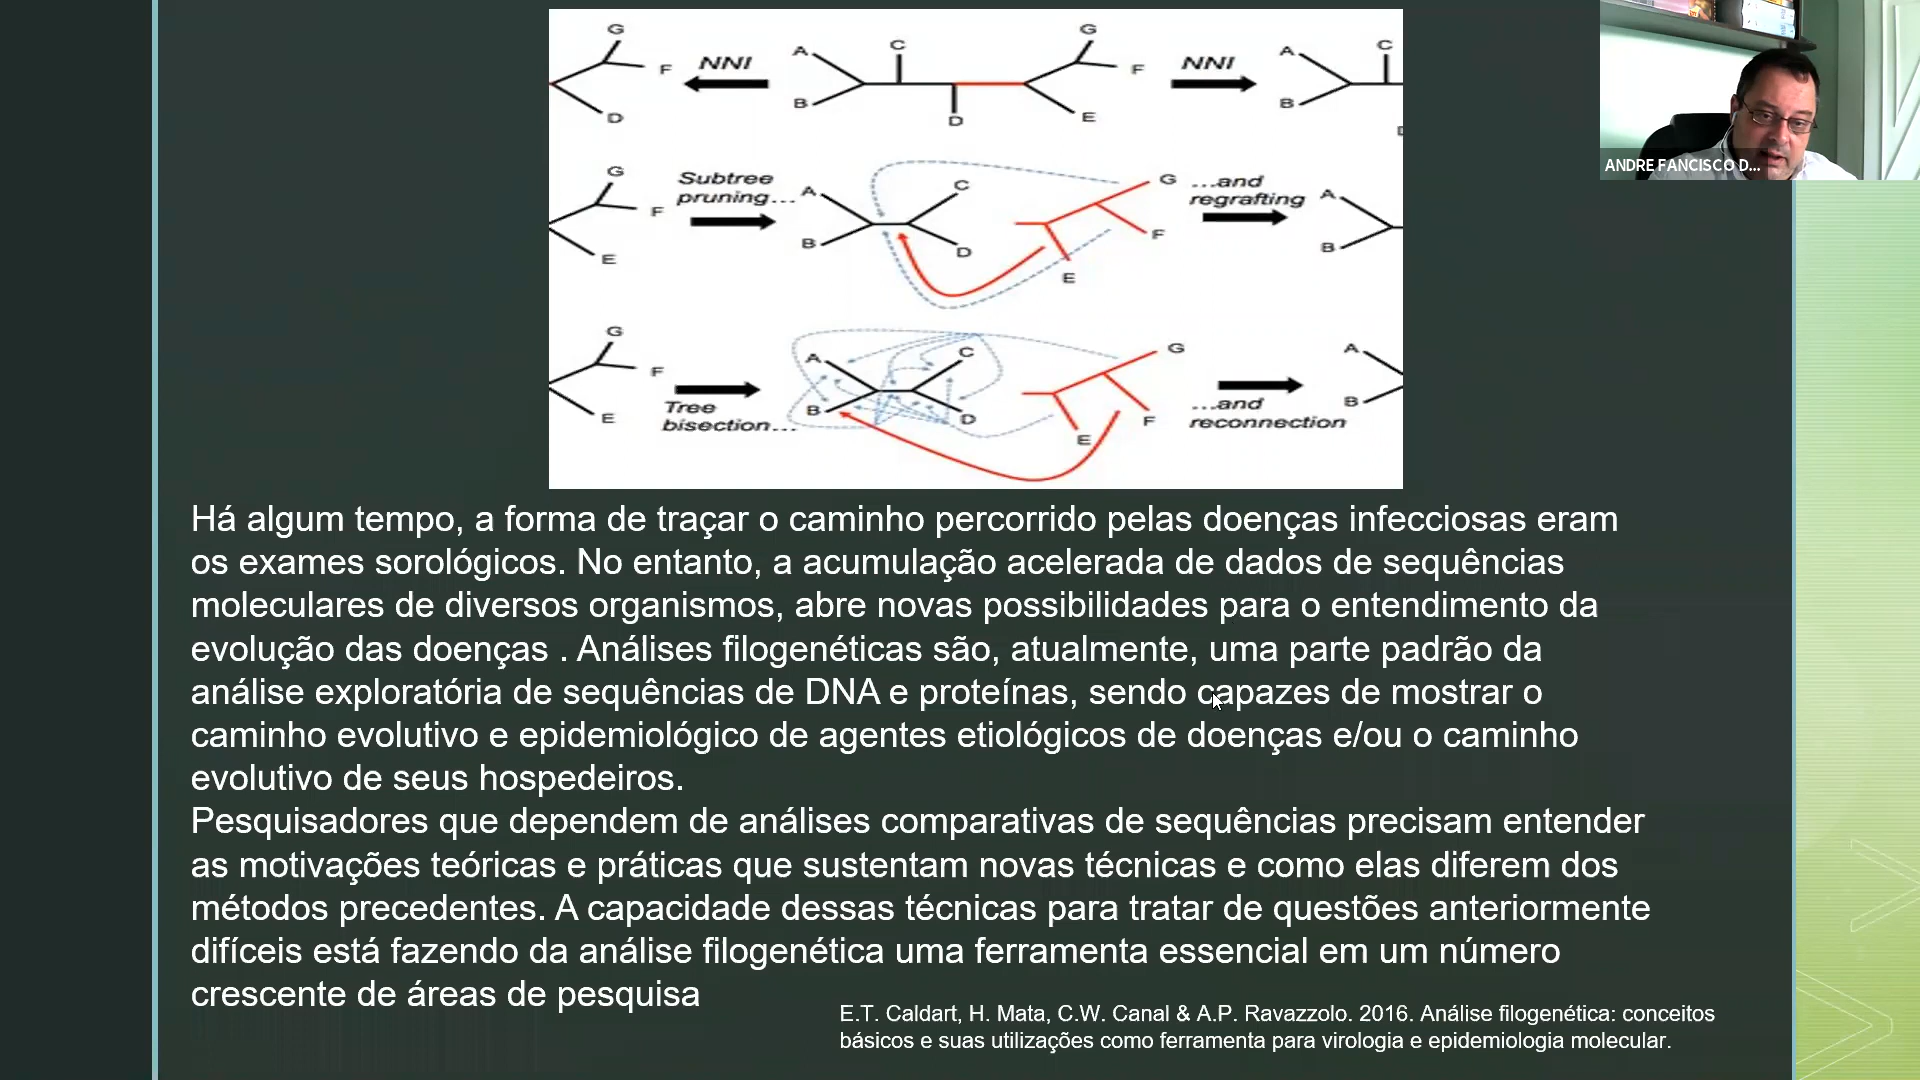 G
F
D
NNI
A
B
C
D
G
F
E
NNI
A
B
C
G
F
E
Subtree
pruning...
A
B
C
D
G
F
E
...and
regrafting
A
B
G
F
E
Tree
bisection...
A
B
C
D
G
F
E
...and
reconnection
A
B
ANDRE FANCISCO D...
Há algum tempo, a forma de traçar o caminho percorrido pelas doenças infecciosas eram
os exames sorológicos. No entanto, a acumulação acelerada de dados de sequências
moleculares de diversos organismos, abre novas possibilidades para o entendimento da
evolução das doenças . Análises filogenéticas são, atualmente, uma parte padrão da
análise exploratória de sequências de DNA e proteínas, sendo capazes de mostrar o
caminho evolutivo e epidemiológico de agentes etiológicos de doenças e/ou o caminho
evolutivo de seus hospedeiros.
Pesquisadores que dependem de análises comparativas de sequências precisam entender
as motivações teóricas e práticas que sustentam novas técnicas e como elas diferem dos
métodos precedentes. A capacidade dessas técnicas para tratar de questões anteriormente
difíceis está fazendo da análise filogenética uma ferramenta essencial em um número
crescente de áreas de pesquisa
E.T. Caldart, H. Mata, C.W. Canal & A.P. Ravazzolo. 2016. Análise filogenética: conceitos
básicos e suas utilizações como ferramenta para virologia e epidemiologia molecular.